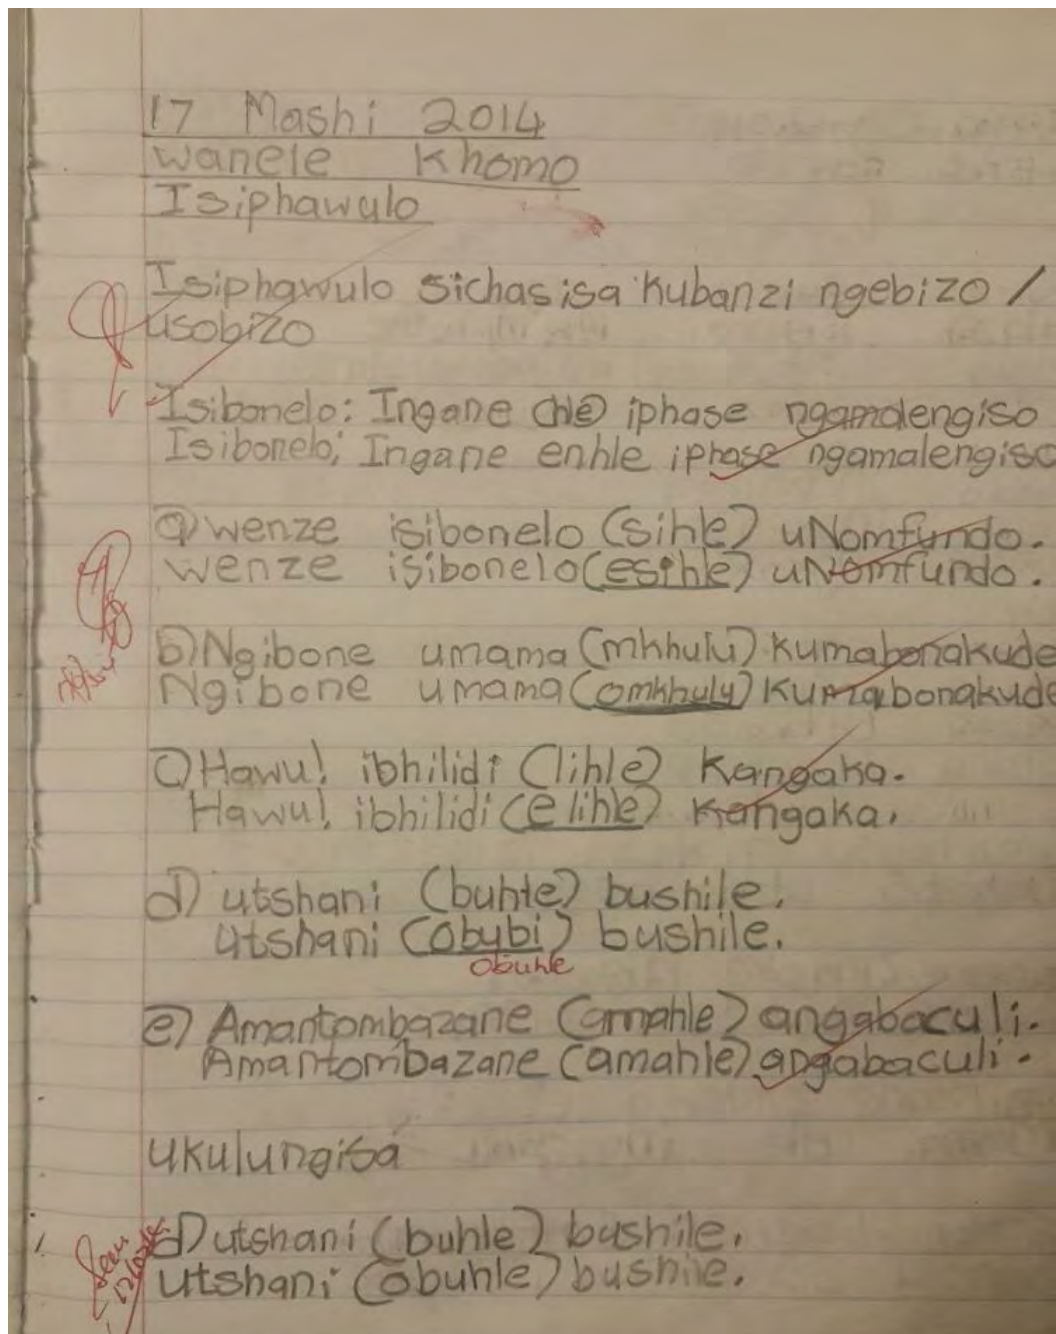 17 Mashi 2014
Wanele Khomo
Isiphawulo
Isiphawulo sichasisa kubanzi ngebizo /
usobizo
Isibonelo: Ingane (hle) iphase ngamalengiso
Isibonelo; Ingane enhle iphase ngamalengiso
a) wenze isibonelo (sihle) uNomfundo.
wenze isibonelo (esihle) uNomfundo.
b) Ngibone umama (mkhulu) kumabonakude
Ngibone umama (omkhulu) kumabonakude
c) Hawu! ibhilidi (lihle) kangaka.
Hawu! ibhilidi (elihle) kangaka.
d) utshani (buhle) bushile.
utshani (obubi) bushile.
obuhle
e) Amantombazane (amahle) angabaculi.
Amantombazane (amahle) angabaculi.
ukulungisa
d) utshani (buhle) bushile.
utshani (obuhle) bushile.